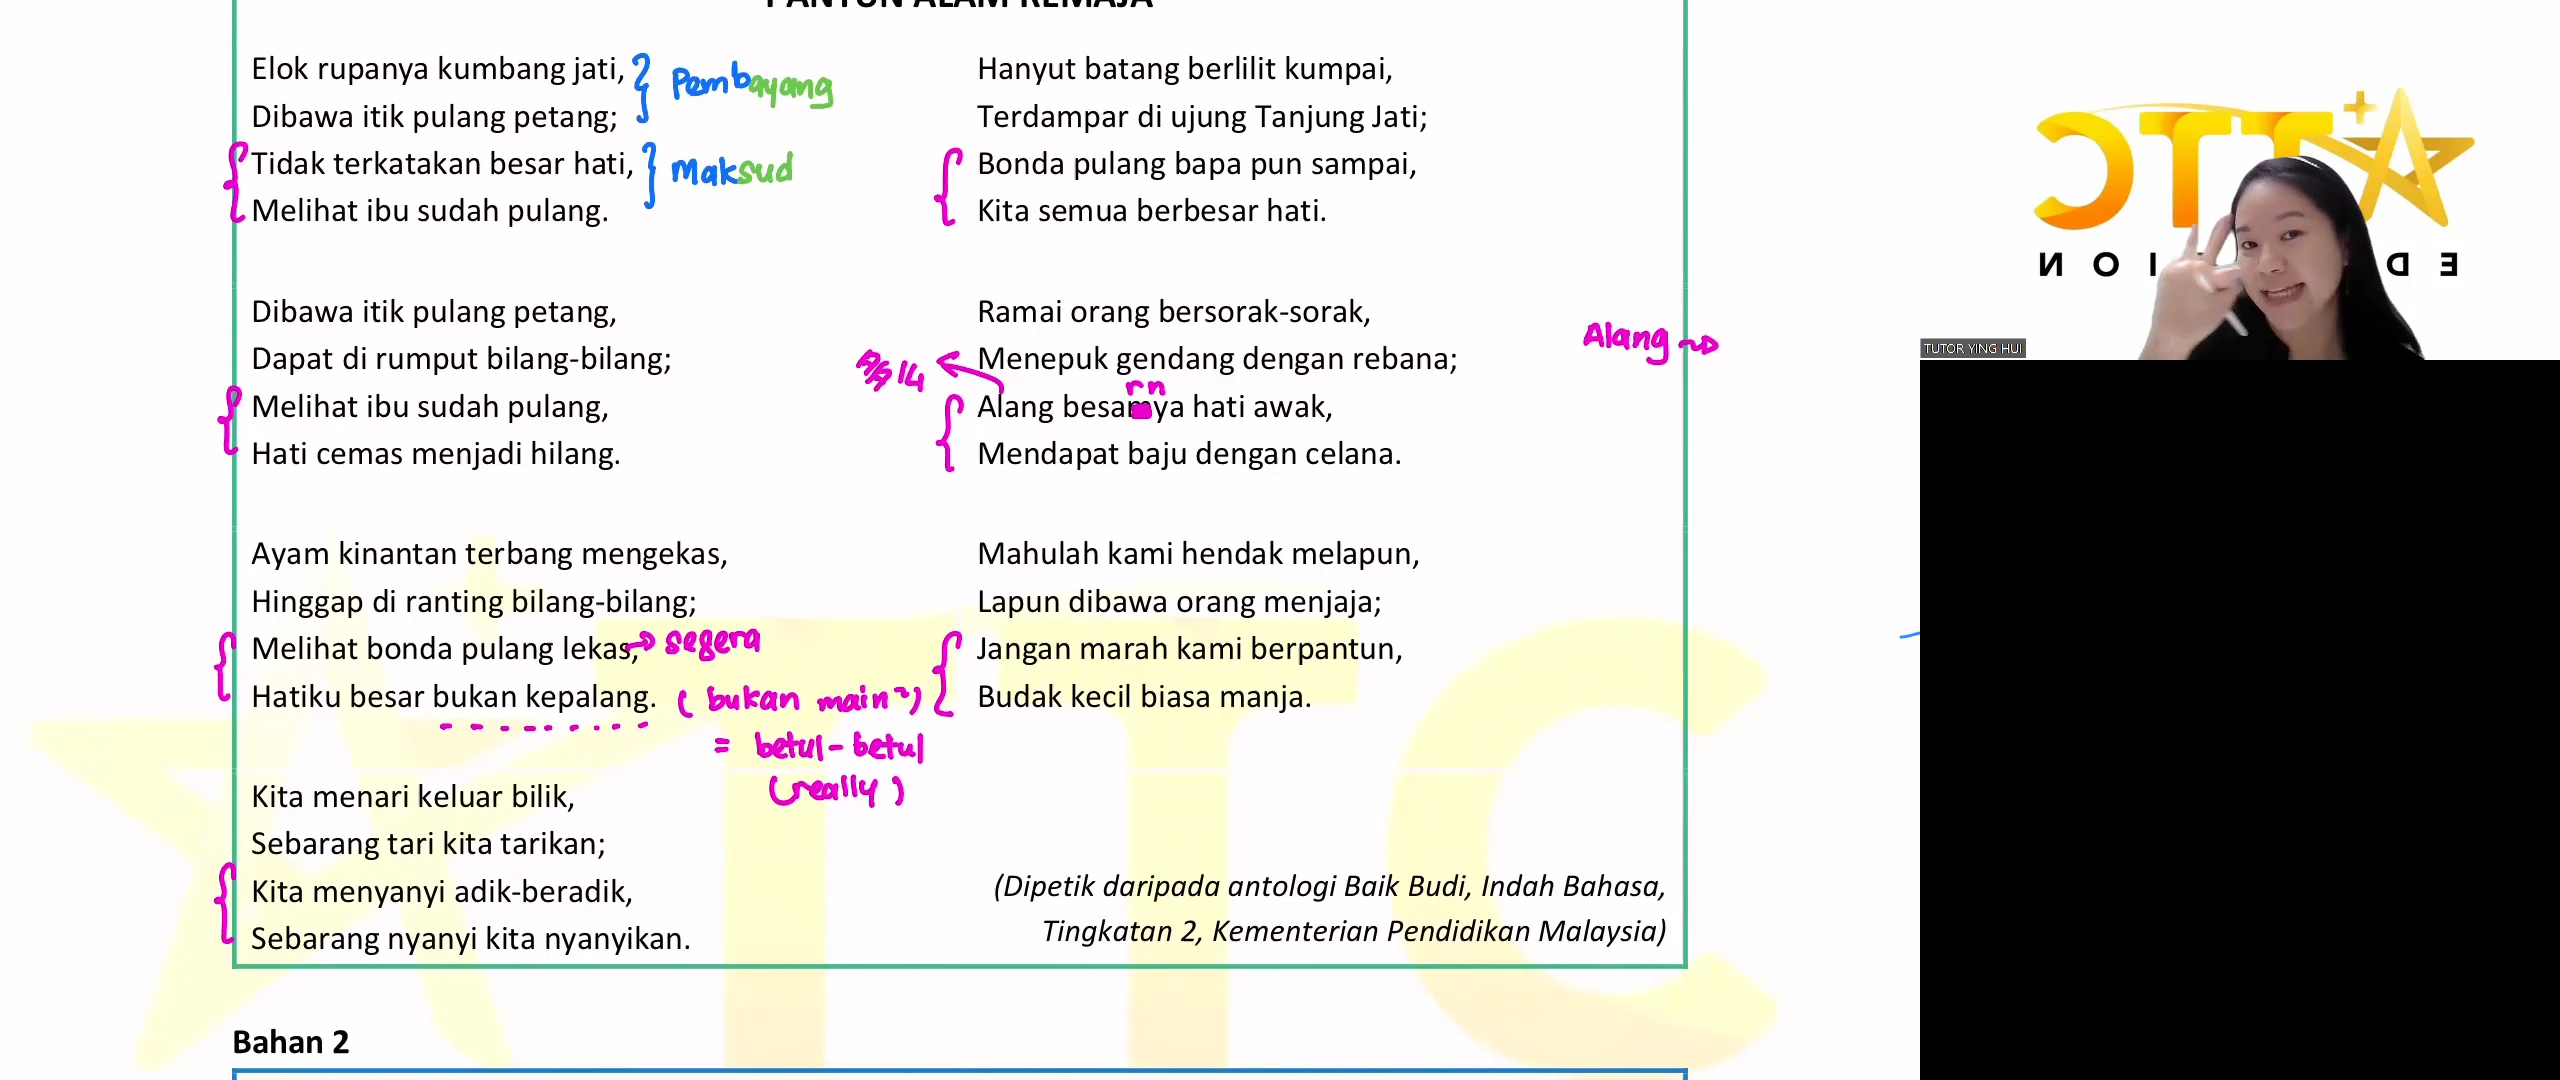 PANTUN ALAM REMAJA
Elok rupanya kumbang jati,
Dibawa itik pulang petang;
Pembayang
Tidak terkatakan besar hati,
Melihat ibu sudah pulang.
Maksud
Dibawa itik pulang petang,
Dapat di rumput bilang-bilang;
Melihat ibu sudah pulang,
Hati cemas menjadi hilang.
Ayam kinantan terbang mengekas,
Hinggap di ranting bilang-bilang;
Melihat bonda pulang lekas, → segera
Hatiku besar bukan kepalang. (bukan main²)
= betul-betul
(really)
Kita menari keluar bilik,
Sebarang tari kita tarikan;
Kita menyanyi adik-beradik,
Sebarang nyanyi kita nyanyikan.
Hanyut batang berlilit kumpai,
Terdampar di ujung Tanjung Jati;
Bonda pulang bapa pun sampai,
Kita semua berbesar hati.
Ramai orang bersorak-sorak,
Menepuk gendang dengan rebana;
rn
Alang besarnya hati awak,
Mendapat baju dengan celana.
Alang →
Mahulah kami hendak melapun,
Lapun dibawa orang menjaja;
Jangan marah kami berpantun,
Budak kecil biasa manja.
(Dipetik daripada antologi Baik Budi, Indah Bahasa,
Tingkatan 2, Kementerian Pendidikan Malaysia)
Bahan 2
TTC
TUTOR YING HUI